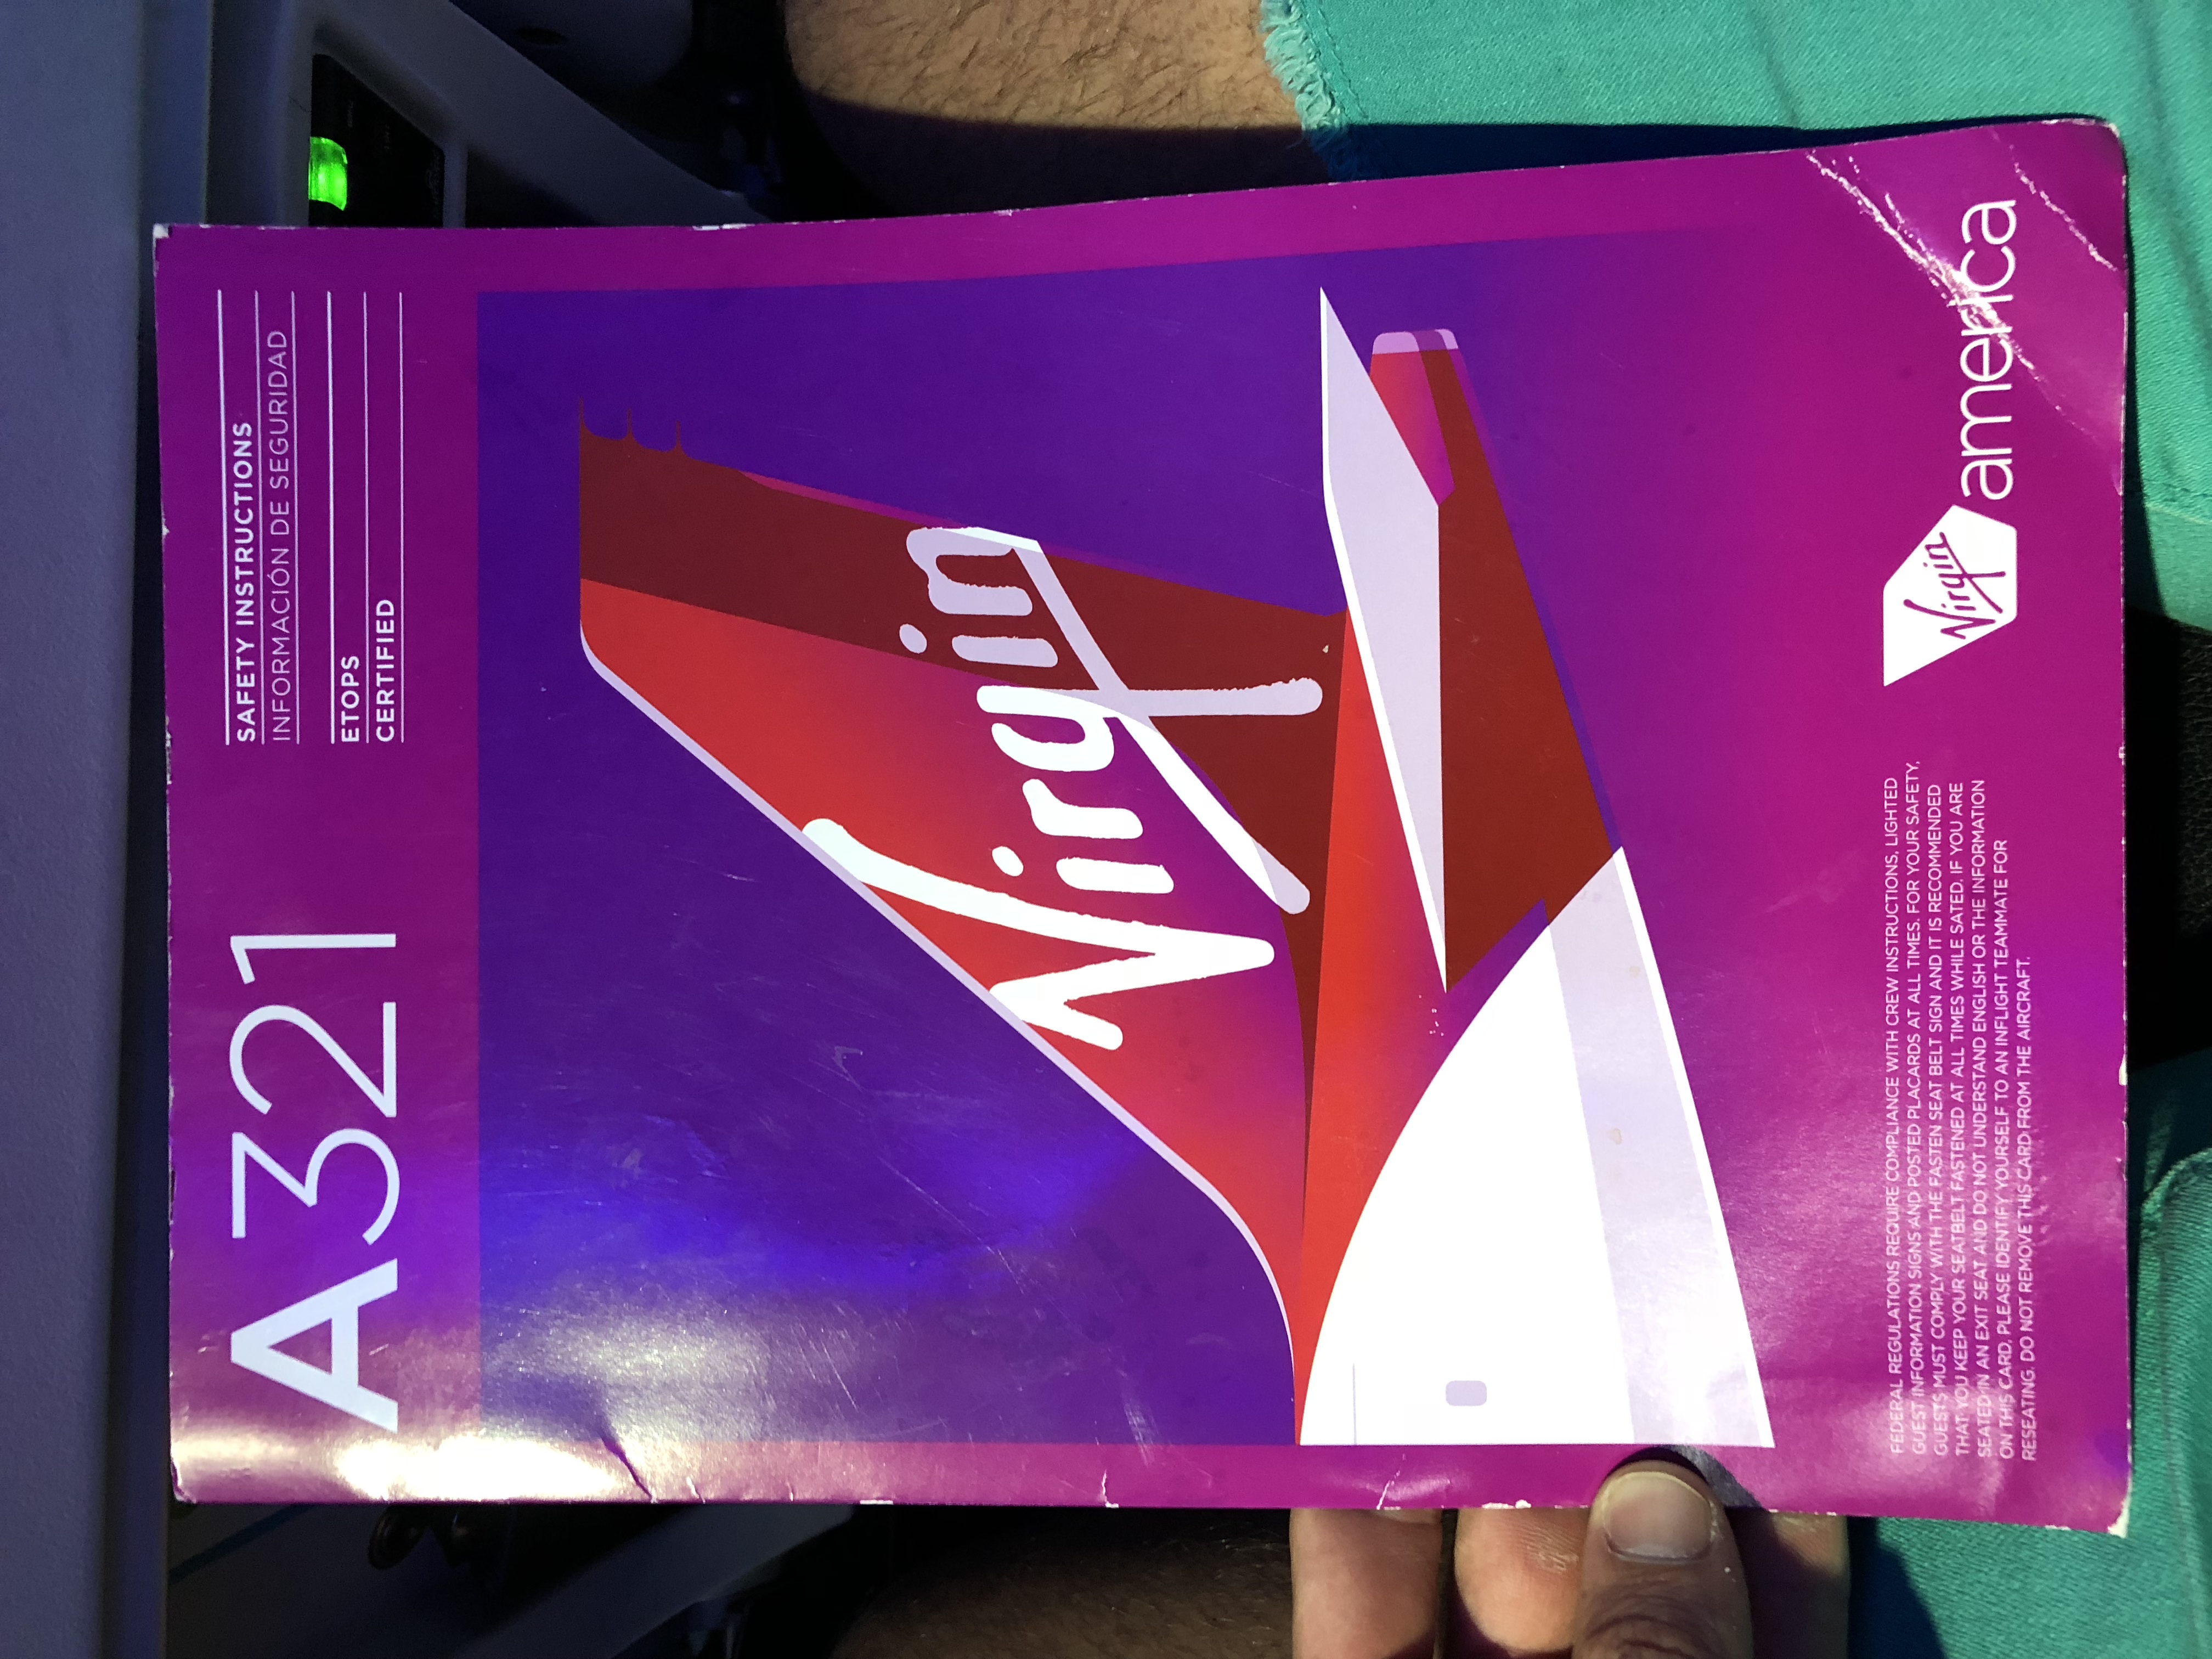 A321
SAFETY INSTRUCTIONS
INFORMACIÓN DE SEGURIDAD
ETOPS
CERTIFIED
Virgin
FEDERAL REGULATIONS REQUIRE COMPLIANCE WITH CREW INSTRUCTIONS, LIGHTED
GUEST INFORMATION SIGNS AND POSTED PLACARDS AT ALL TIMES. FOR YOUR SAFETY,
GUESTS MUST COMPLY WITH THE FASTEN SEAT BELT SIGN AND IT IS RECOMMENDED
THAT YOU KEEP YOUR SEATBELT FASTENED AT ALL TIMES WHILE SATED. IF YOU ARE
SEATED IN AN EXIT SEAT AND DO NOT UNDERSTAND ENGLISH OR THE INFORMATION
ON THIS CARD, PLEASE IDENTIFY YOURSELF TO AN INFLIGHT TEAMMATE FOR
RESEATING. DO NOT REMOVE THIS CARD FROM THE AIRCRAFT.
Virgin america